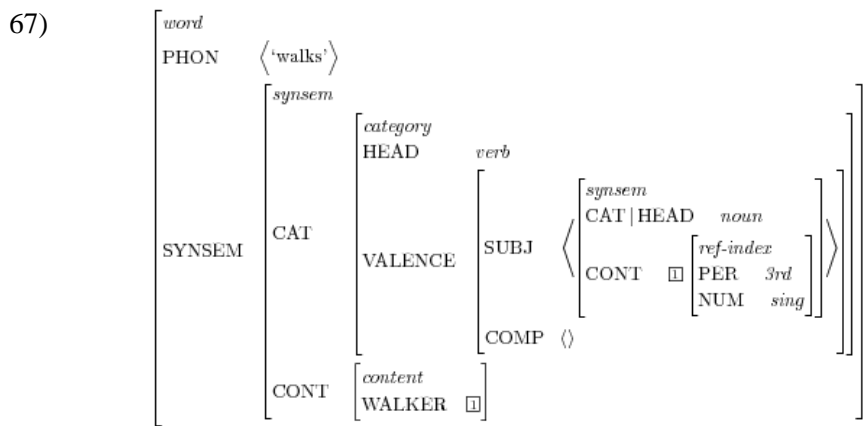 67)
word
PHON ⟨‘walks’⟩
synsem
category
HEAD verb
synsem
CAT | HEAD noun
CAT
ref-index
SYNSEM VALENCE SUBJ CONT 1 PER 3rd
NUM sing
COMP ⟨⟩
content
CONT WALKER 1